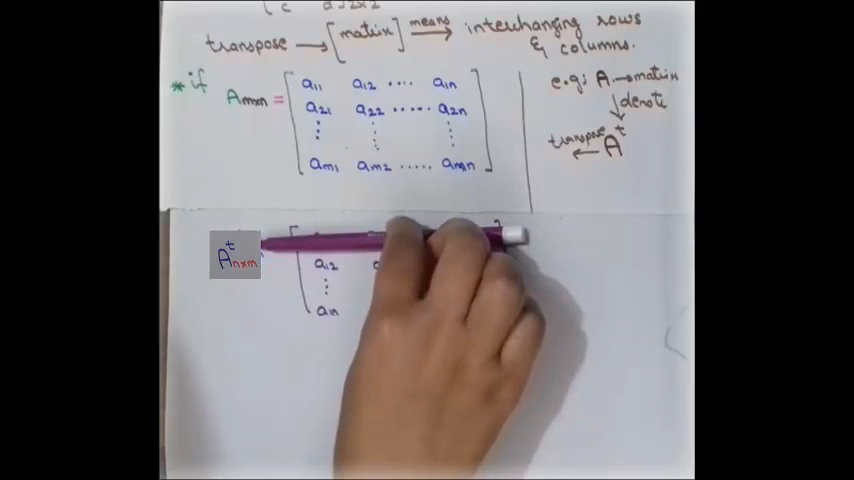 transpose → [matrix] means → interchanging rows
& columns.
* if
Amxn = [ a11 a12 .... a1n
a21 a22 ...... a2n
⋮ ⋮ ⋮
am1 am2 ..... amn ]
e.g: A → matrix
↓ denote
transpose ← A^t
A^t nxm
a12
⋮
a1n